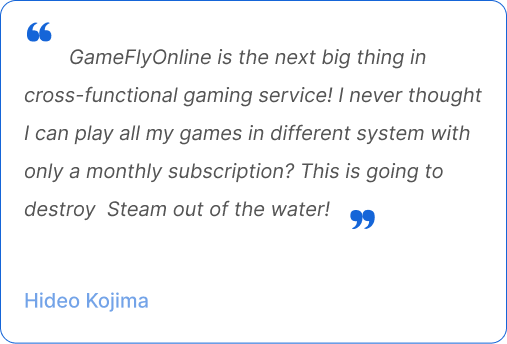 “ GameFlyOnline is the next big thing in
cross-functional gaming service! I never thought
I can play all my games in different system with
only a monthly subscription? This is going to
destroy  Steam out of the water! ”
Hideo Kojima